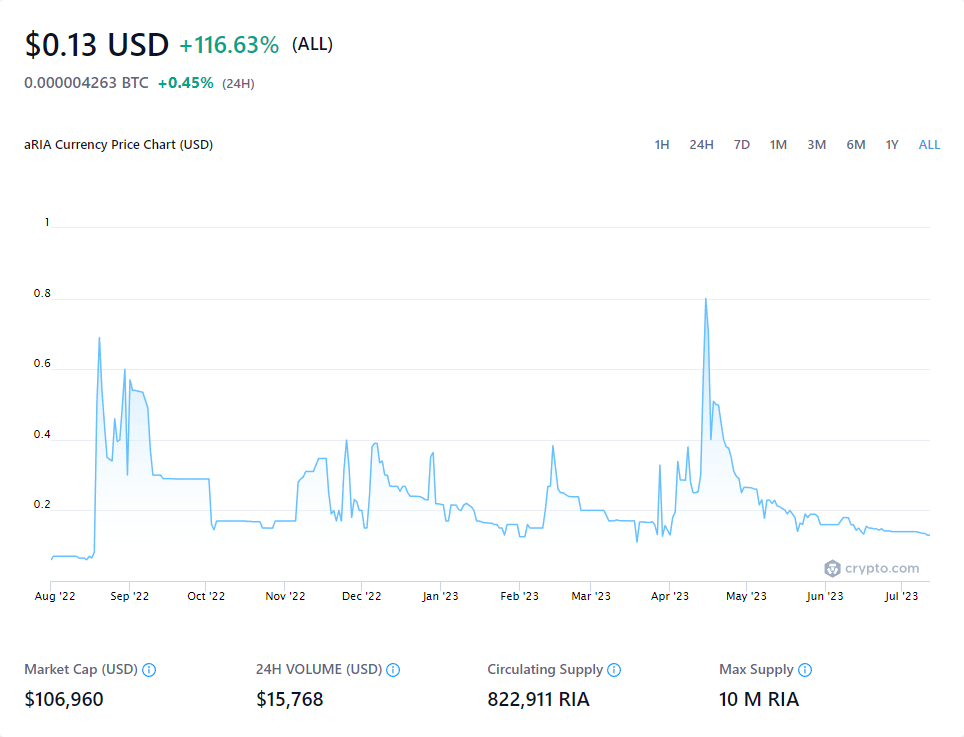 $0.13 USD +116.63% (ALL)
0.000004263 BTC +0.45% (24H)
aRIA Currency Price Chart (USD) 1H 24H 7D 1M 3M 6M 1Y ALL
1
0.8
0.6
0.4
0.2
crypto.com
Aug '22 Sep '22 Oct '22 Nov '22 Dec '22 Jan '23 Feb '23 Mar '23 Apr '23 May '23 Jun '23 Jul '23
Market Cap (USD) 24H VOLUME (USD) Circulating Supply Max Supply
$106,960 $15,768 822,911 RIA 10 M RIA